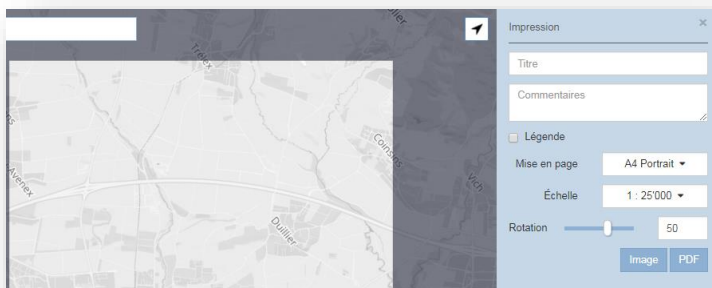 Trélex
Coinsins
Vich
Avenex
Duillier
Impression
×
Titre
Commentaires
Légende
Mise en page A4 Portrait
Échelle 1 : 25'000
Rotation 50
Image PDF